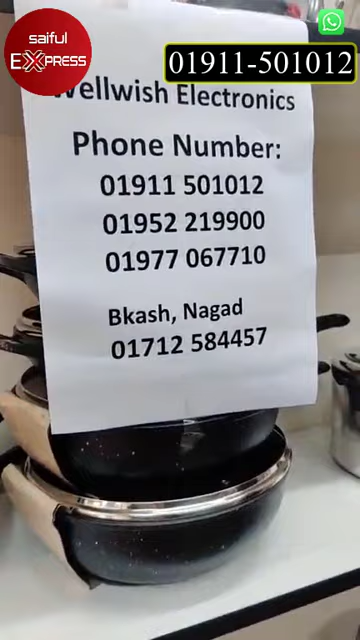 saiful
EXPRESS
01911-501012
Wellwish Electronics
Phone Number:
01911 501012
01952 219900
01977 067710
Bkash, Nagad
01712 584457